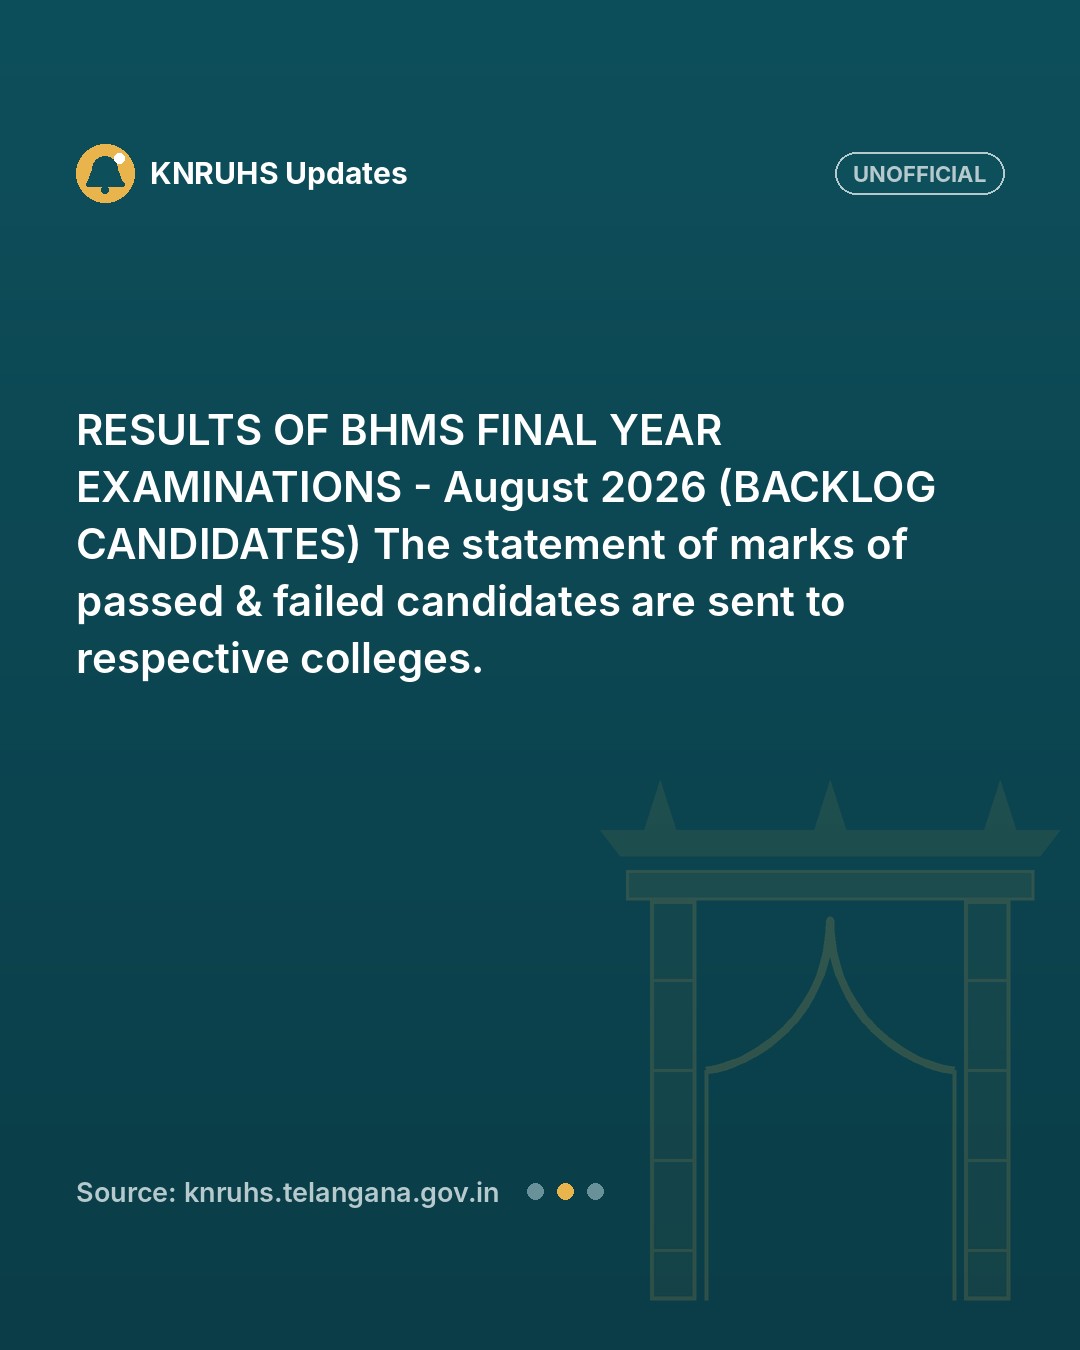 KNRUHS Updates
UNOFFICIAL
RESULTS OF BHMS FINAL YEAR
EXAMINATIONS - August 2026 (BACKLOG
CANDIDATES) The statement of marks of
passed & failed candidates are sent to
respective colleges.
Source: knruhs.telangana.gov.in